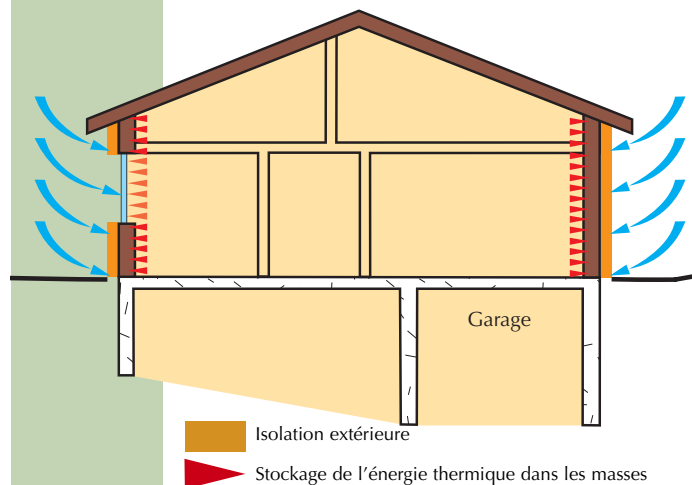 Garage
Isolation extérieure
Stockage de l'énergie thermique dans les masses